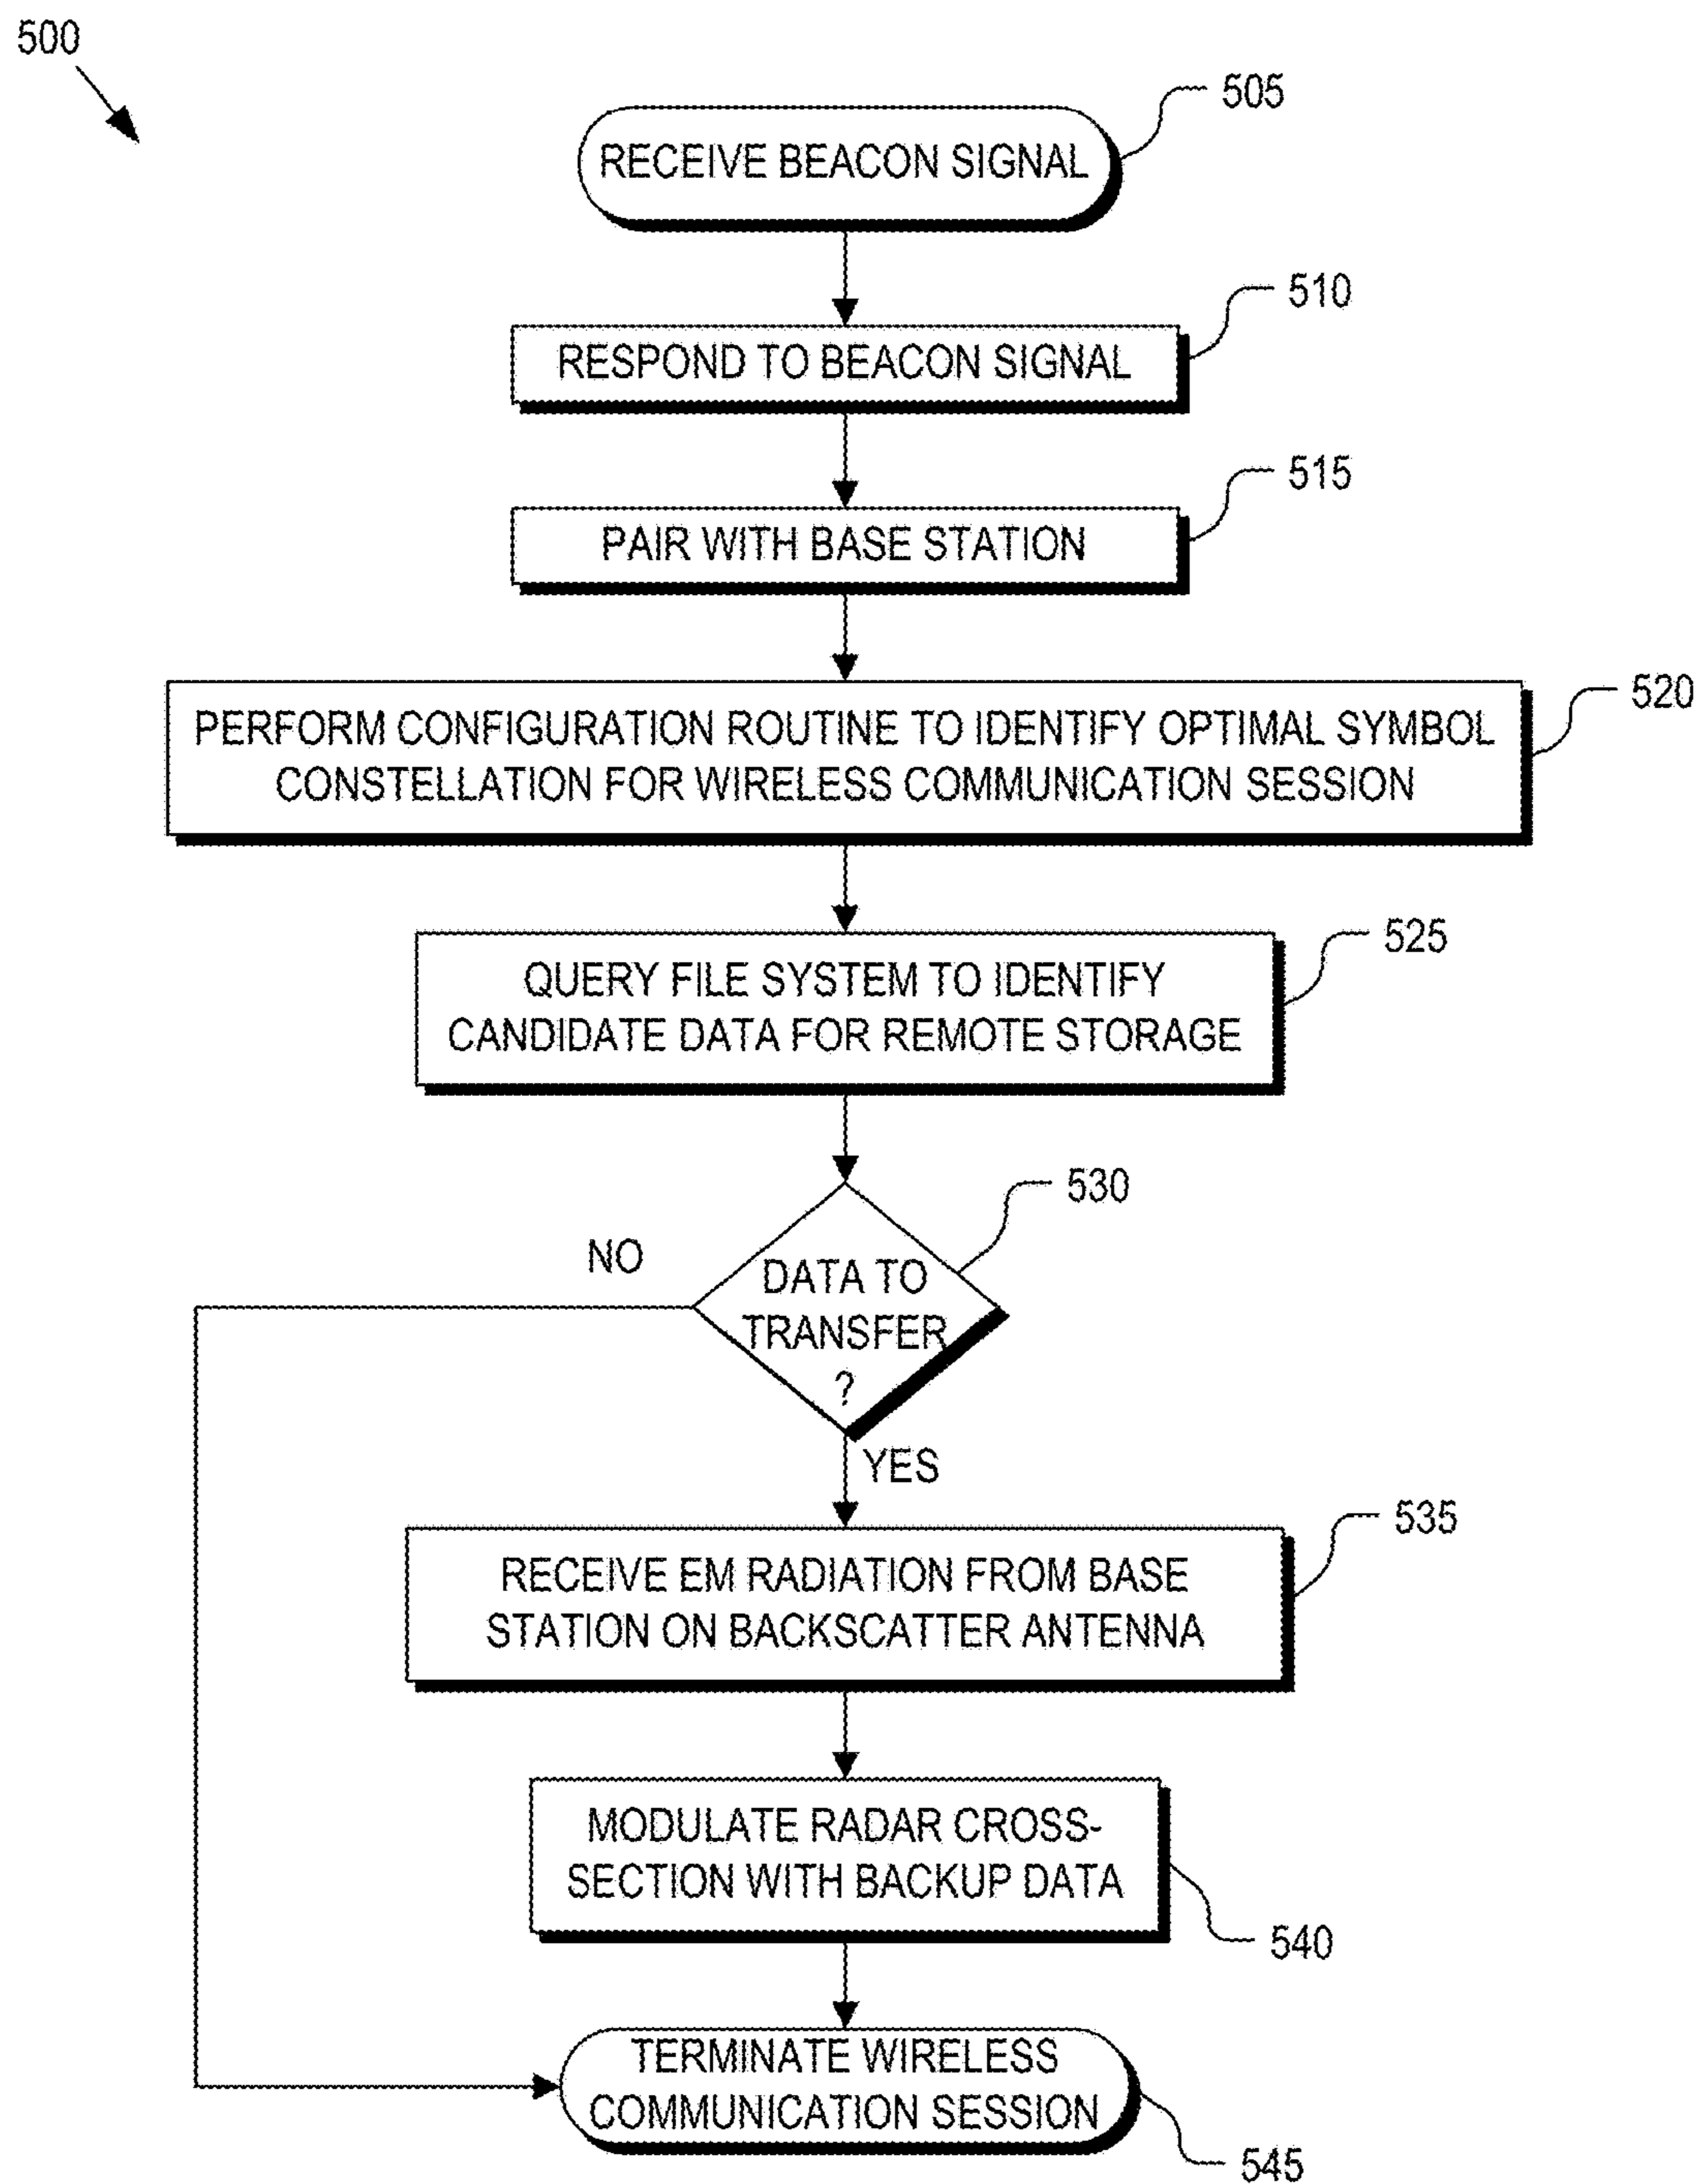 500
505
RECEIVE BEACON SIGNAL
510
RESPOND TO BEACON SIGNAL
515
PAIR WITH BASE STATION
520
PERFORM CONFIGURATION ROUTINE TO IDENTIFY OPTIMAL SYMBOL
CONSTELLATION FOR WIRELESS COMMUNICATION SESSION
525
QUERY FILE SYSTEM TO IDENTIFY
CANDIDATE DATA FOR REMOTE STORAGE
530
NO
DATA TO
TRANSFER
?
YES
535
RECEIVE EM RADIATION FROM BASE
STATION ON BACKSCATTER ANTENNA
MODULATE RADAR CROSS-
SECTION WITH BACKUP DATA
540
TERMINATE WIRELESS
COMMUNICATION SESSION
545